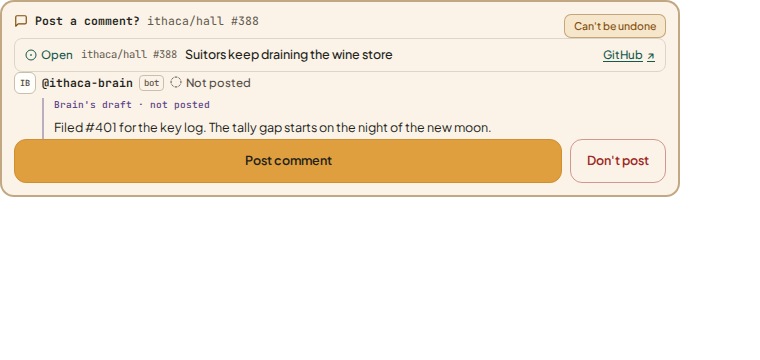 Post a comment? ithaca/hall #388
Can't be undone
Open ithaca/hall #388 Suitors keep draining the wine store GitHub ↗
IB @ithaca-brain bot Not posted
Brain's draft · not posted
Filed #401 for the key log. The tally gap starts on the night of the new moon.
Post comment Don't post